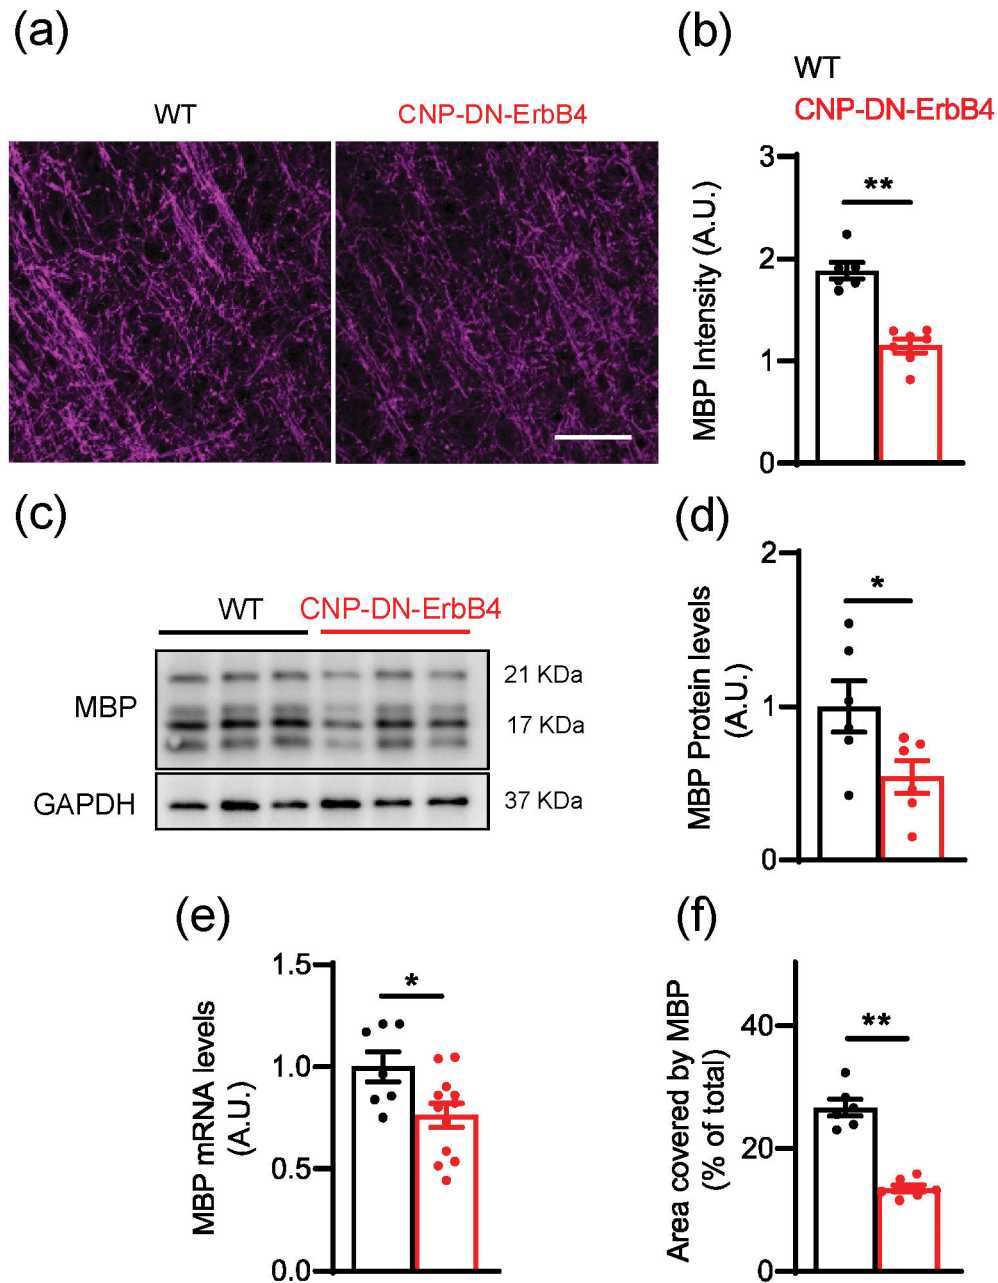 (a)
WT
CNP-DN-ErbB4
(b)
WT
CNP-DN-ErbB4
MBP Intensity (A.U.)
3
2
1
0
**
(c)
WT
CNP-DN-ErbB4
MBP
21 KDa
17 KDa
GAPDH
37 KDa
(d)
MBP Protein levels
(A.U.)
2
1
0
*
(e)
MBP mRNA levels
(A.U.)
1.5
1.0
0.5
0.0
*
(f)
Area covered by MBP
(% of total)
40
20
0
**